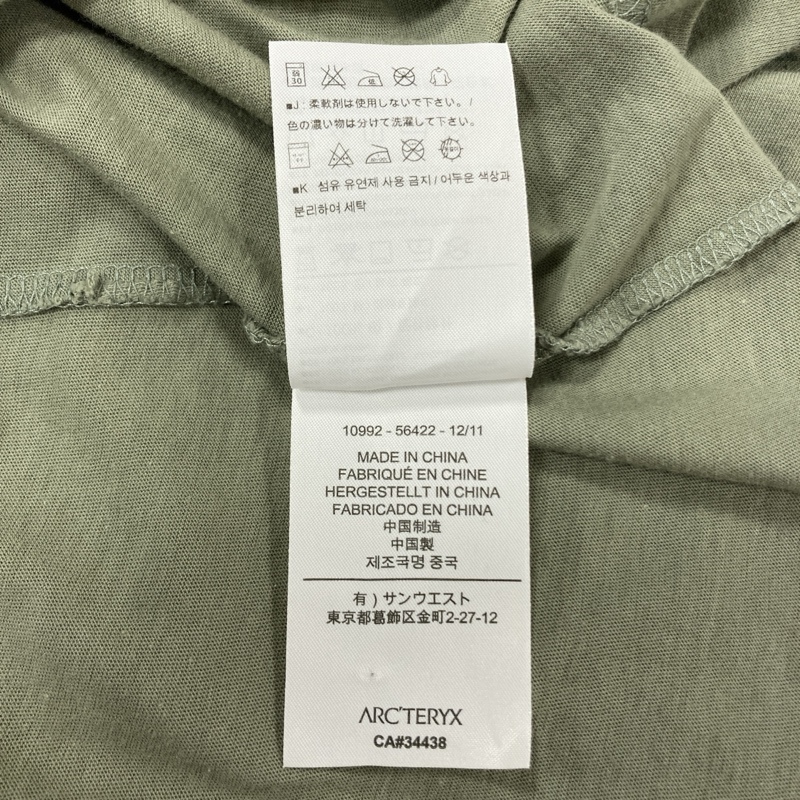 弱
30
低
■J : 柔軟剤は使用しないで下さい。 /
色の濃い物は分けて洗濯して下さい。
■K 섬유 유연제 사용 금지 / 어두운 색상과
분리하여 세탁
10992 - 56422 - 12/11
MADE IN CHINA
FABRIQUÉ EN CHINE
HERGESTELLT IN CHINA
FABRICADO EN CHINA
中国制造
中国製
제조국명 중국
有 ) サンウエスト
東京都葛飾区金町2-27-12
ARC'TERYX
CA#34438